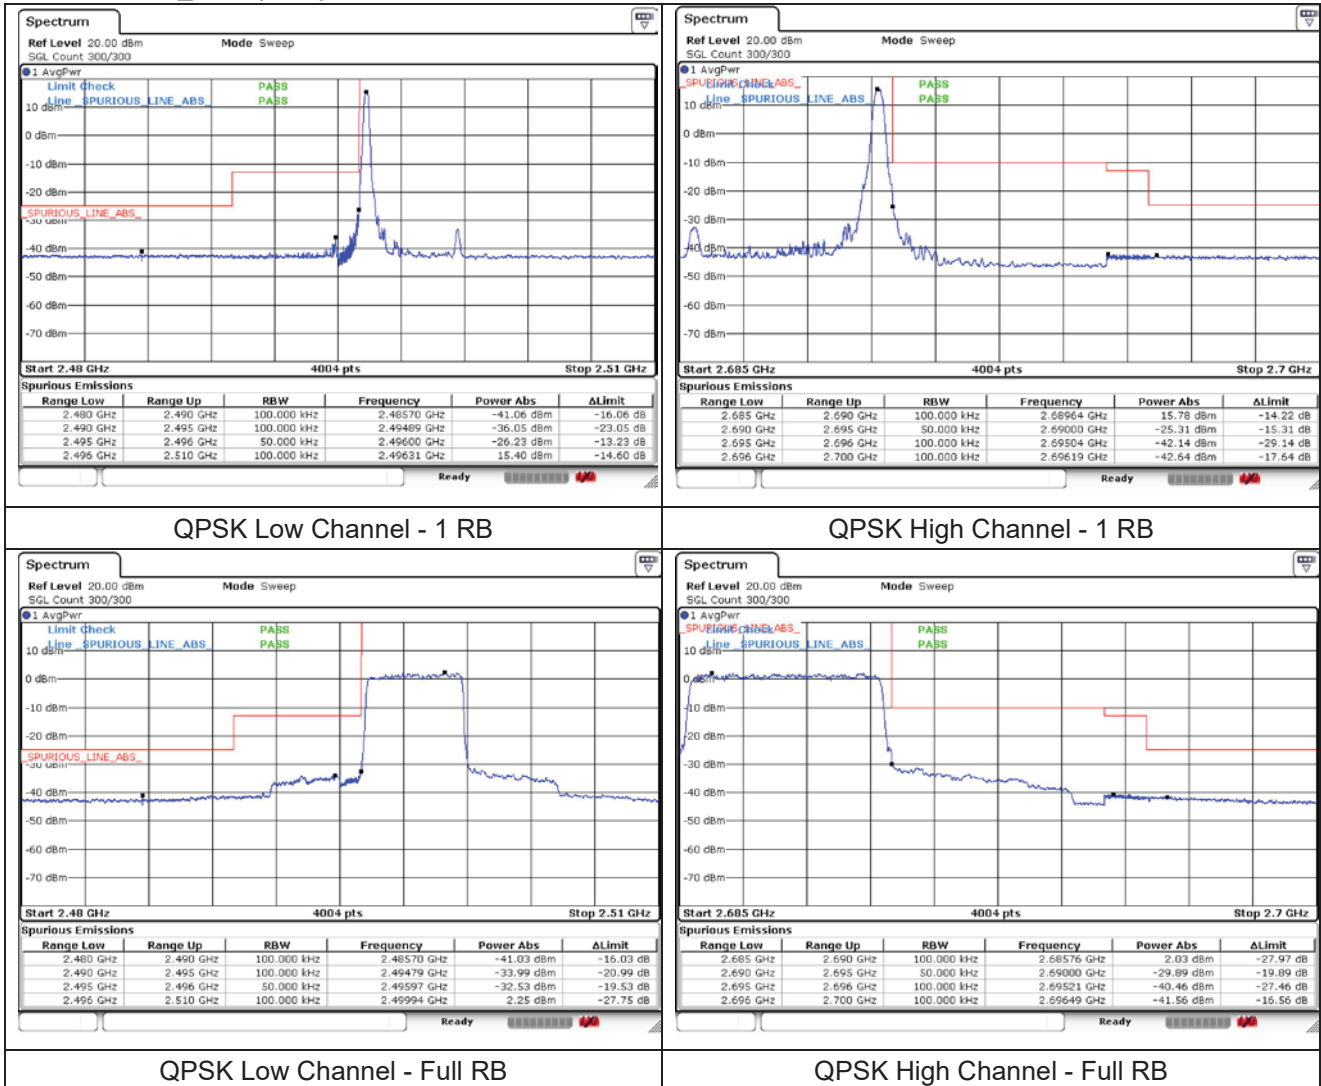 Spectrum
Ref Level 20.00 dBm Mode Sweep
SGL Count 300/300
1 AvgPwr
Limit Check PASS
Line _SPURIOUS_LINE_ABS_ PASS
10 dBm
0 dBm
-10 dBm
-20 dBm
_SPURIOUS_LINE_ABS_
-30 dBm
-40 dBm
-50 dBm
-60 dBm
-70 dBm
Start 2.48 GHz 4004 pts Stop 2.51 GHz
Spurious Emissions
Range Low Range Up RBW Frequency Power Abs ΔLimit
2.480 GHz 2.490 GHz 100.000 kHz 2.48570 GHz -41.06 dBm -16.06 dB
2.490 GHz 2.495 GHz 100.000 kHz 2.49489 GHz -36.05 dBm -23.05 dB
2.495 GHz 2.496 GHz 50.000 kHz 2.49600 GHz -26.23 dBm -13.23 dB
2.496 GHz 2.510 GHz 100.000 kHz 2.49631 GHz 15.40 dBm -14.60 dB
Ready
QPSK Low Channel - 1 RB
Spectrum
Ref Level 20.00 dBm Mode Sweep
SGL Count 300/300
1 AvgPwr
_SPURIOUS_LINE_ABS_
Limit Check PASS
Line _SPURIOUS_LINE_ABS_ PASS
10 dBm
0 dBm
-10 dBm
-20 dBm
-30 dBm
-40 dBm
-50 dBm
-60 dBm
-70 dBm
Start 2.685 GHz 4004 pts Stop 2.7 GHz
Spurious Emissions
Range Low Range Up RBW Frequency Power Abs ΔLimit
2.685 GHz 2.690 GHz 100.000 kHz 2.68964 GHz 15.78 dBm -14.22 dB
2.690 GHz 2.695 GHz 50.000 kHz 2.69000 GHz -25.31 dBm -15.31 dB
2.695 GHz 2.696 GHz 100.000 kHz 2.69504 GHz -42.14 dBm -29.14 dB
2.696 GHz 2.700 GHz 100.000 kHz 2.69619 GHz -42.64 dBm -17.64 dB
Ready
QPSK High Channel - 1 RB
Spectrum
Ref Level 20.00 dBm Mode Sweep
SGL Count 300/300
1 AvgPwr
Limit Check PASS
Line _SPURIOUS_LINE_ABS_ PASS
10 dBm
0 dBm
-10 dBm
-20 dBm
_SPURIOUS_LINE_ABS_
-30 dBm
-40 dBm
-50 dBm
-60 dBm
-70 dBm
Start 2.48 GHz 4004 pts Stop 2.51 GHz
Spurious Emissions
Range Low Range Up RBW Frequency Power Abs ΔLimit
2.480 GHz 2.490 GHz 100.000 kHz 2.48570 GHz -41.03 dBm -16.03 dB
2.490 GHz 2.495 GHz 100.000 kHz 2.49479 GHz -33.99 dBm -20.99 dB
2.495 GHz 2.496 GHz 50.000 kHz 2.49597 GHz -32.53 dBm -19.53 dB
2.496 GHz 2.510 GHz 100.000 kHz 2.49994 GHz 2.25 dBm -27.75 dB
Ready
QPSK Low Channel - Full RB
Spectrum
Ref Level 20.00 dBm Mode Sweep
SGL Count 300/300
1 AvgPwr
_SPURIOUS_LINE_ABS_
Limit Check PASS
Line _SPURIOUS_LINE_ABS_ PASS
10 dBm
0 dBm
-10 dBm
-20 dBm
-30 dBm
-40 dBm
-50 dBm
-60 dBm
-70 dBm
Start 2.685 GHz 4004 pts Stop 2.7 GHz
Spurious Emissions
Range Low Range Up RBW Frequency Power Abs ΔLimit
2.685 GHz 2.690 GHz 100.000 kHz 2.68576 GHz 2.03 dBm -27.97 dB
2.690 GHz 2.695 GHz 50.000 kHz 2.69000 GHz -29.89 dBm -19.89 dB
2.695 GHz 2.696 GHz 100.000 kHz 2.69521 GHz -40.46 dBm -27.46 dB
2.696 GHz 2.700 GHz 100.000 kHz 2.69649 GHz -41.56 dBm -16.56 dB
Ready
QPSK High Channel - Full RB